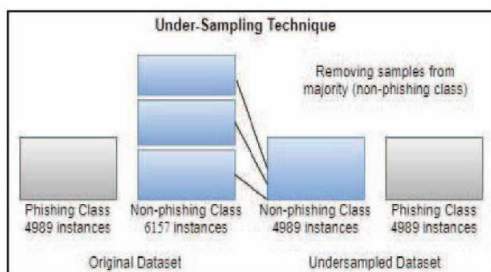 Under-Sampling Technique
Removing samples from
majority (non-phishing class)
Phishing Class
4989 instances
Non-phishing Class
6157 instances
Non-phishing Class
4989 instances
Phishing Class
4989 instances
Original Dataset
Undersampled Dataset